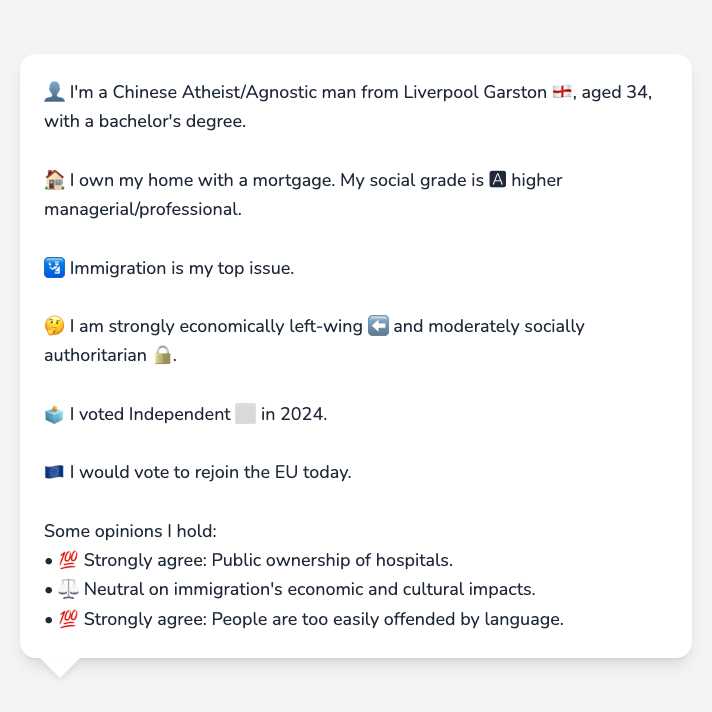 👤 I'm a Chinese Atheist/Agnostic man from Liverpool Garston 🏴󠁧󠁢󠁥󠁮󠁧󠁿, aged 34,
with a bachelor's degree.
🏠 I own my home with a mortgage. My social grade is 🅰 higher
managerial/professional.
🛂 Immigration is my top issue.
🤔 I am strongly economically left-wing ⬅️ and moderately socially
authoritarian 🔒.
🗳️ I voted Independent ⬜ in 2024.
🇪🇺 I would vote to rejoin the EU today.
Some opinions I hold:
• 💯 Strongly agree: Public ownership of hospitals.
• ⚖️ Neutral on immigration's economic and cultural impacts.
• 💯 Strongly agree: People are too easily offended by language.